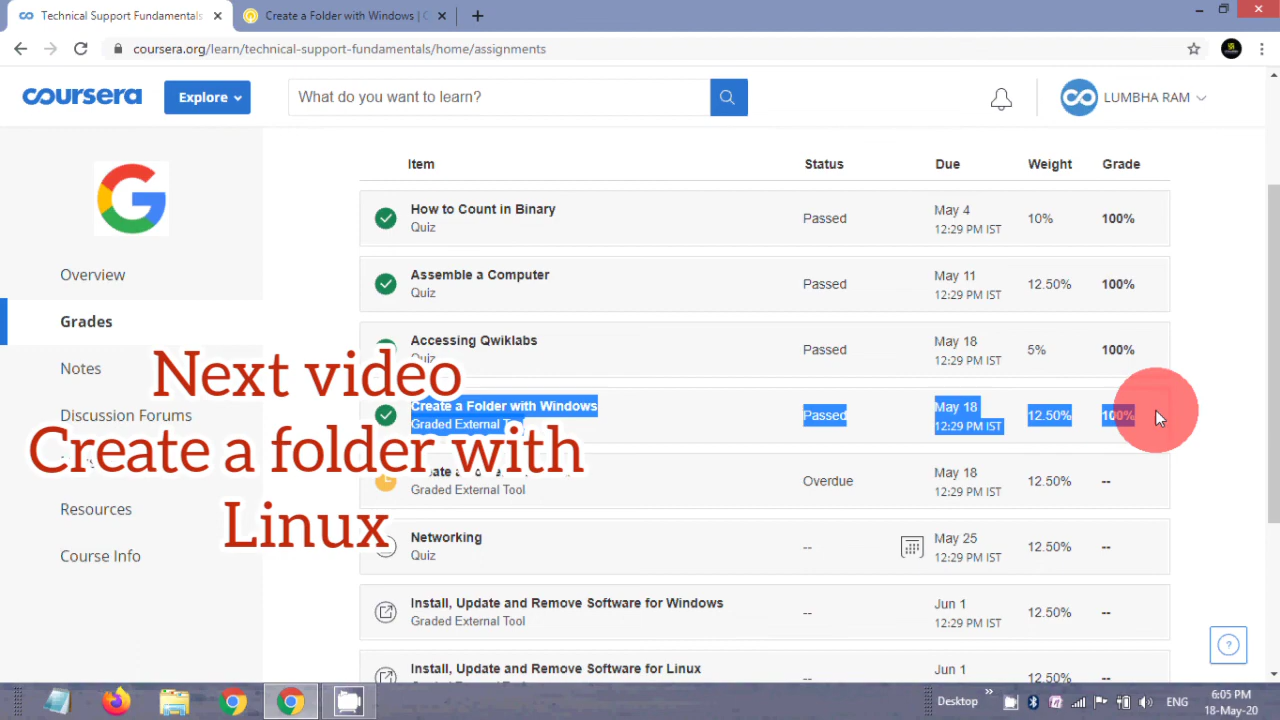 Technical Support Fundamentals
Create a Folder with Windows | C
coursera.org/learn/technical-support-fundamentals/home/assignments
coursera
Explore
What do you want to learn?
LUMBHA RAM
Item Status Due Weight Grade
Overview
Grades
Notes
Discussion Forums
Resources
Course Info
How to Count in Binary
Quiz
Passed
May 4
12:29 PM IST
10%
100%
Assemble a Computer
Quiz
Passed
May 11
12:29 PM IST
12.50%
100%
Accessing Qwiklabs
Quiz
Passed
May 18
12:29 PM IST
5%
100%
Create a Folder with Windows
Graded External
Passed
May 18
12:29 PM IST
12.50%
100%
Graded External Tool
Overdue
May 18
12:29 PM IST
12.50%
--
Networking
Quiz
--
May 25
12:29 PM IST
12.50%
--
Install, Update and Remove Software for Windows
Graded External Tool
--
Jun 1
12:29 PM IST
12.50%
--
Install, Update and Remove Software for Linux
Jun 1
12.50%
Next video
Create a folder with
Linux
Desktop
ENG
6:05 PM
18-May-20